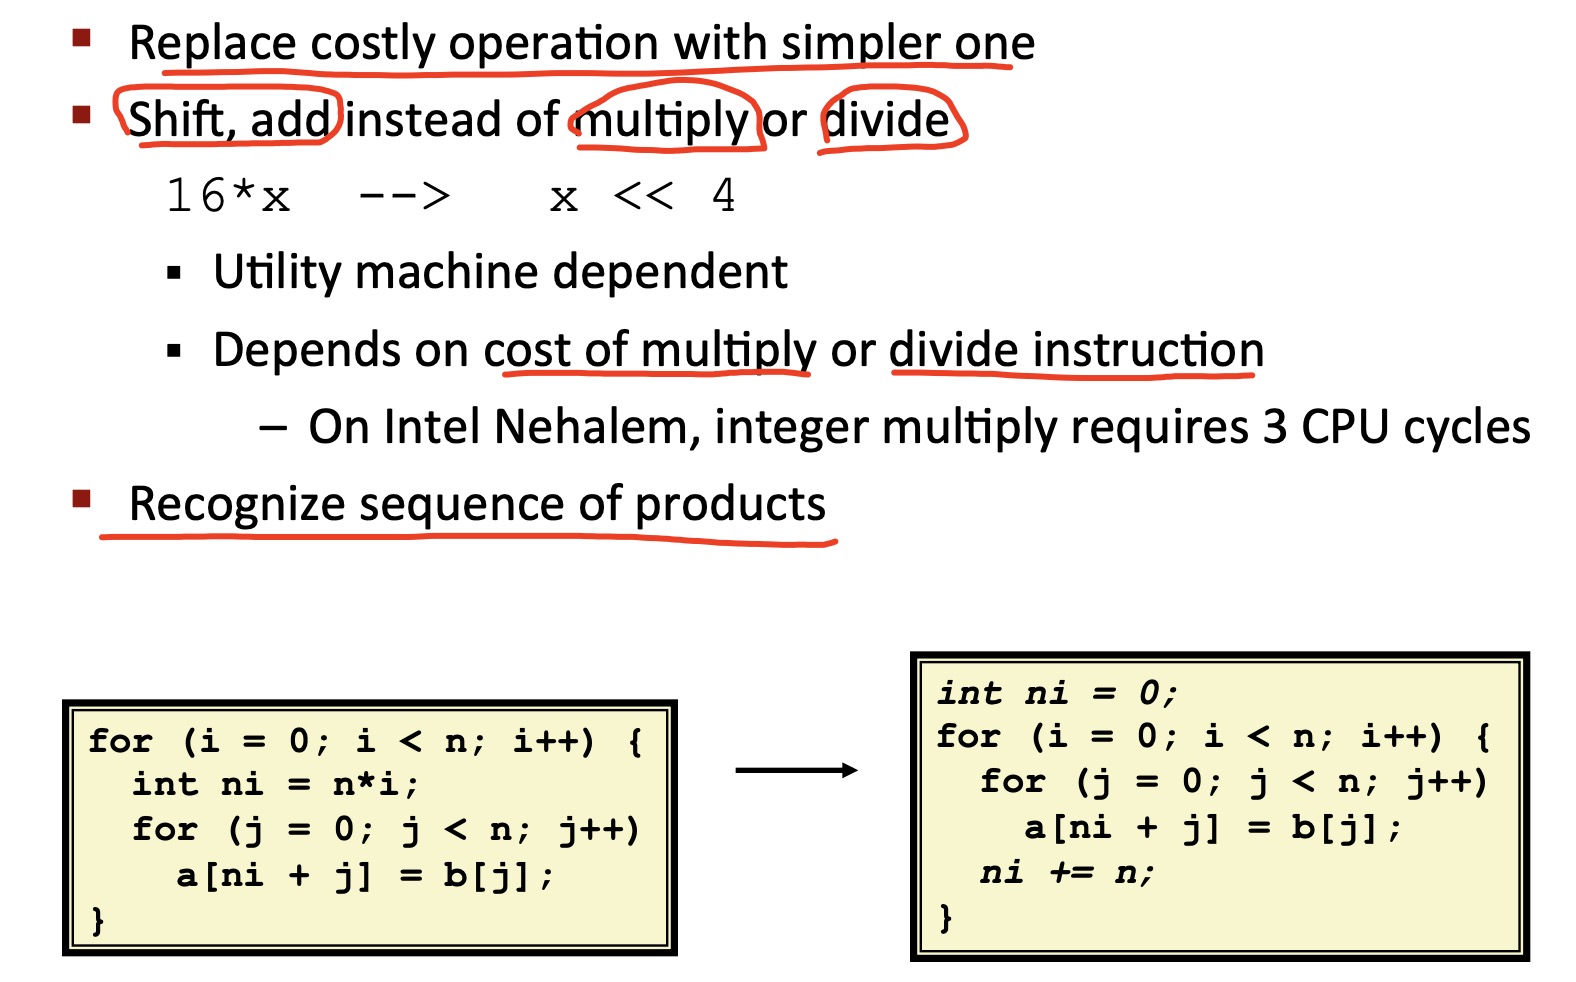 ▪ Replace costly operation with simpler one
▪ Shift, add instead of multiply or divide
16*x --> x << 4
▪ Utility machine dependent
▪ Depends on cost of multiply or divide instruction
– On Intel Nehalem, integer multiply requires 3 CPU cycles
▪ Recognize sequence of products
for (i = 0; i < n; i++) {
  int ni = n*i;
  for (j = 0; j < n; j++)
    a[ni + j] = b[j];
}
int ni = 0;
for (i = 0; i < n; i++) {
  for (j = 0; j < n; j++)
    a[ni + j] = b[j];
  ni += n;
}